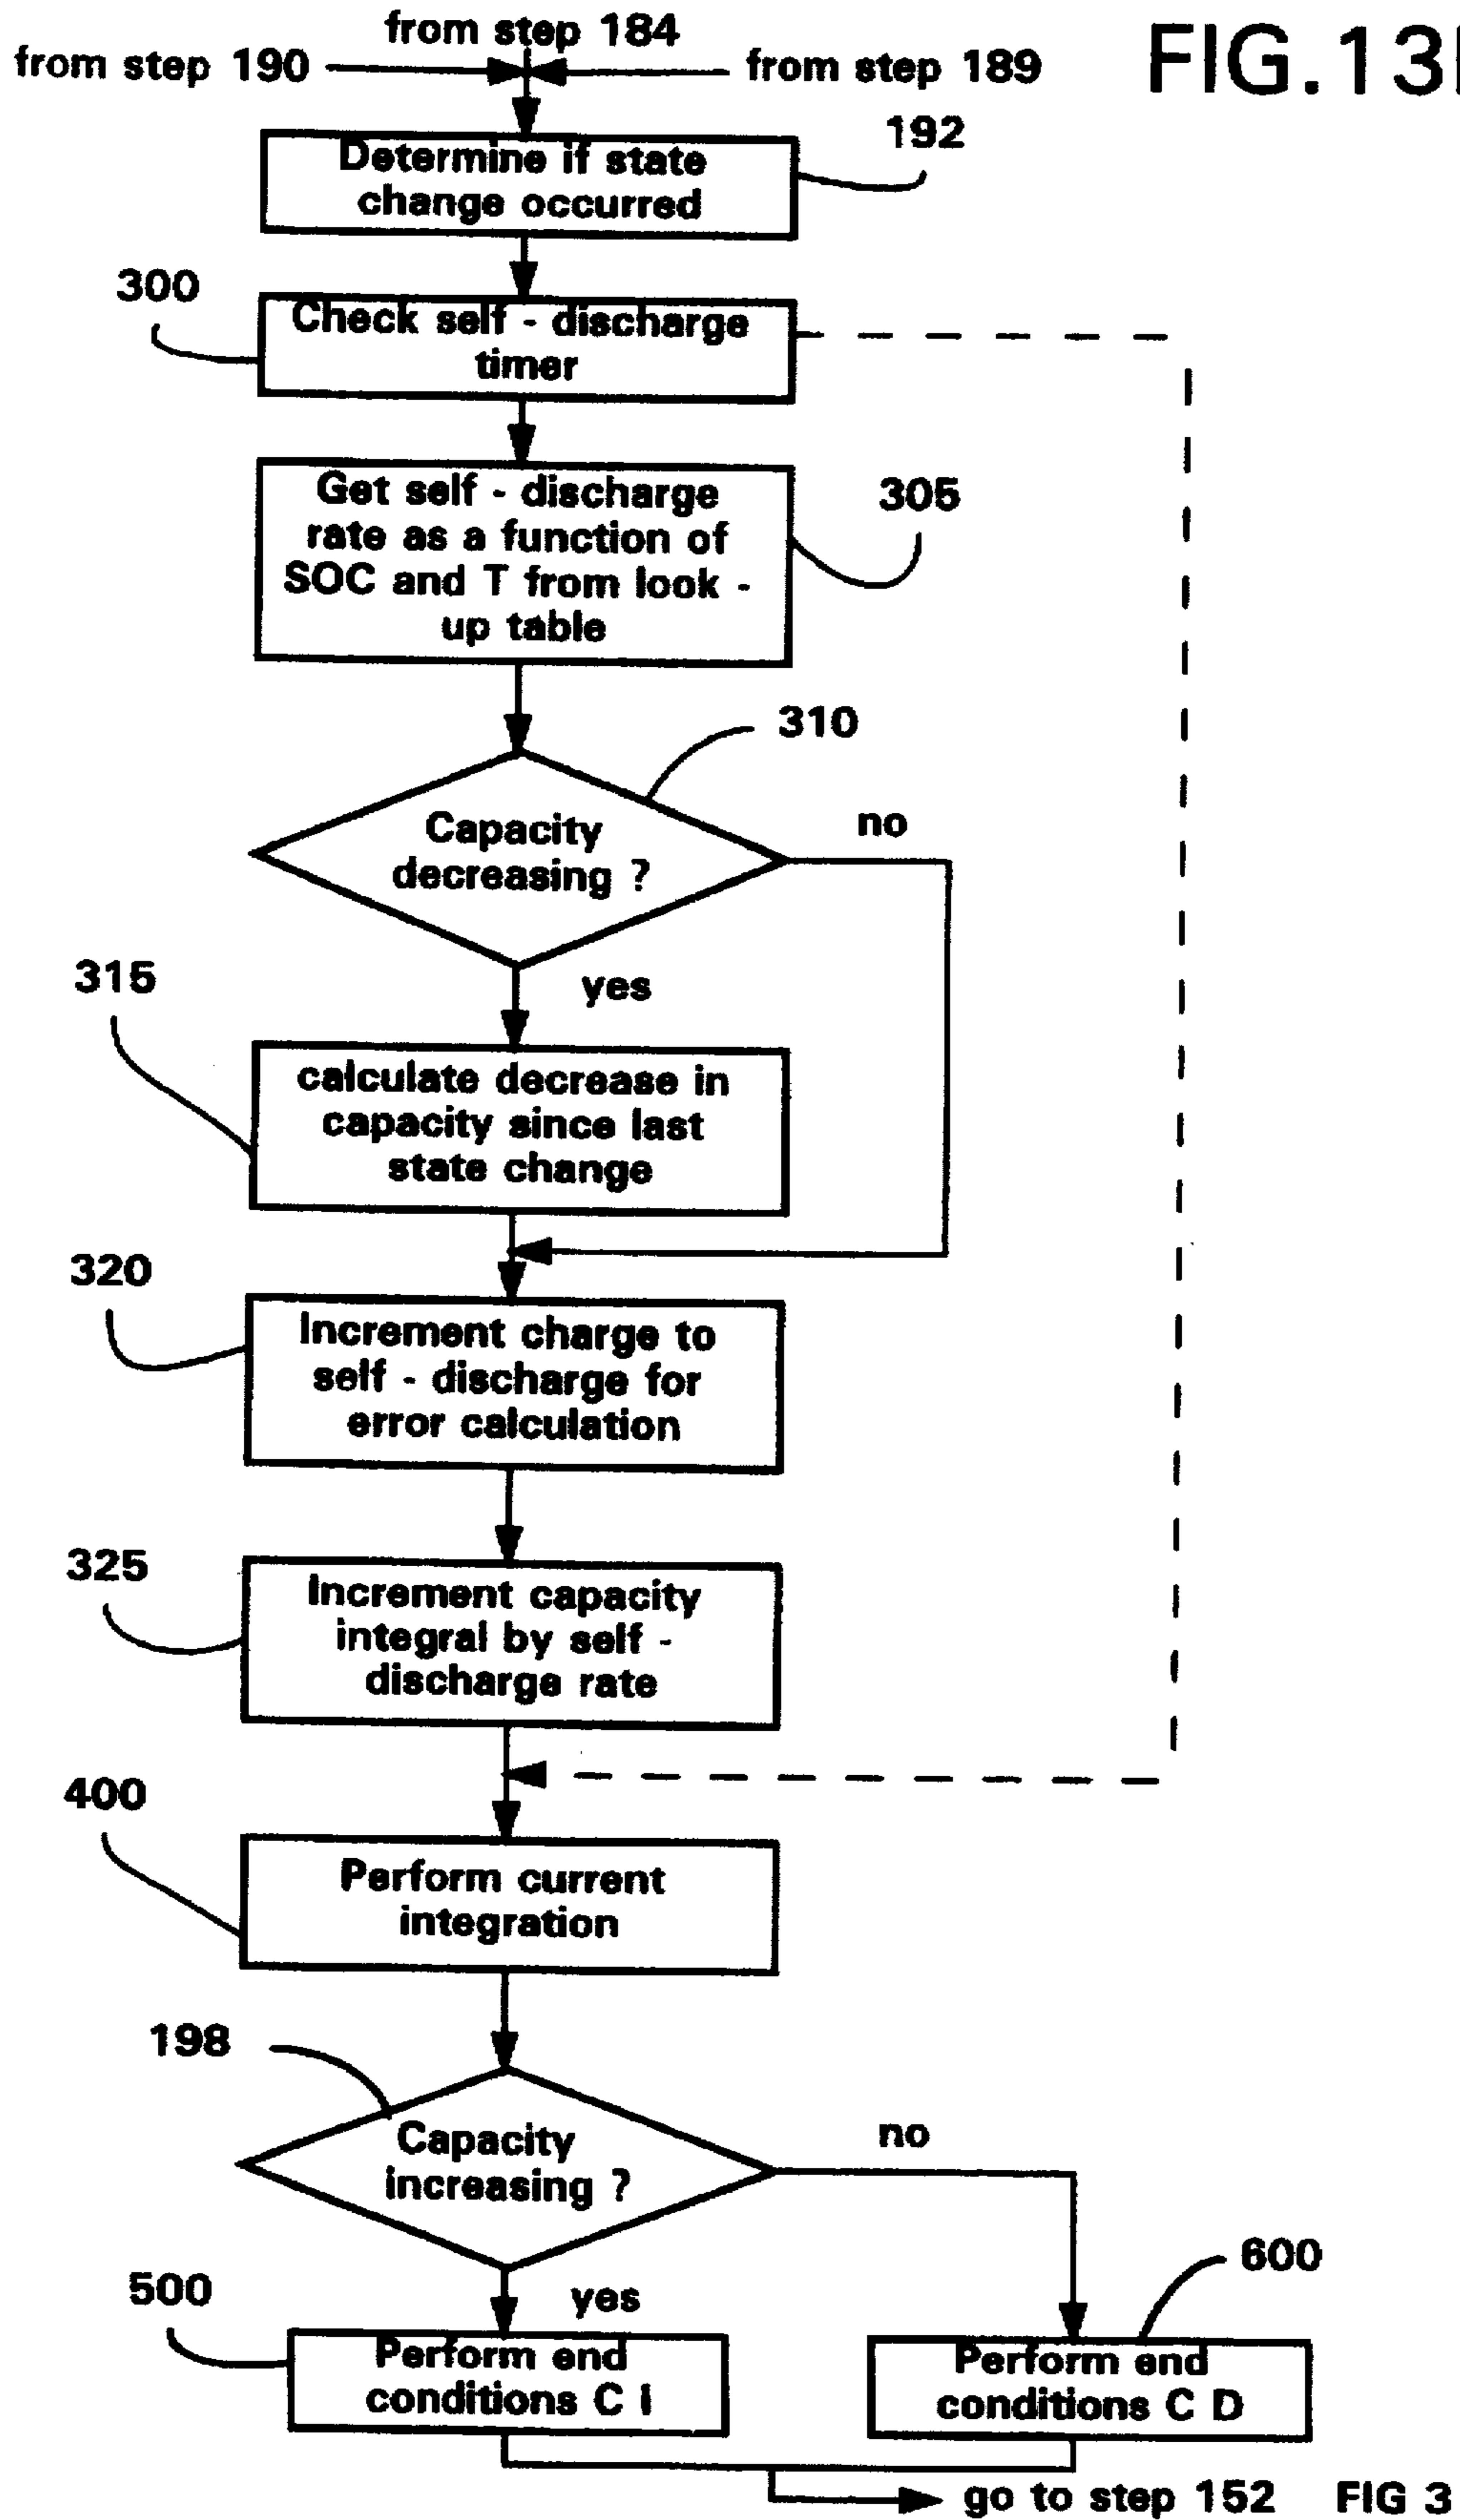 from step 184
from step 190
from step 189
FIG.13
192
Determine if state
change occurred
300
Check self - discharge
timer
Get self - discharge
rate as a function of
SOC and T from look -
up table
305
310
Capacity
decreasing ?
no
yes
315
calculate decrease in
capacity since last
state change
320
Increment charge to
self - discharge for
error calculation
325
Increment capacity
integral by self -
discharge rate
400
Perform current
integration
198
Capacity
increasing ?
no
yes
500
600
Perform end
conditions C I
Perform end
conditions C D
go to step 152 FIG 3